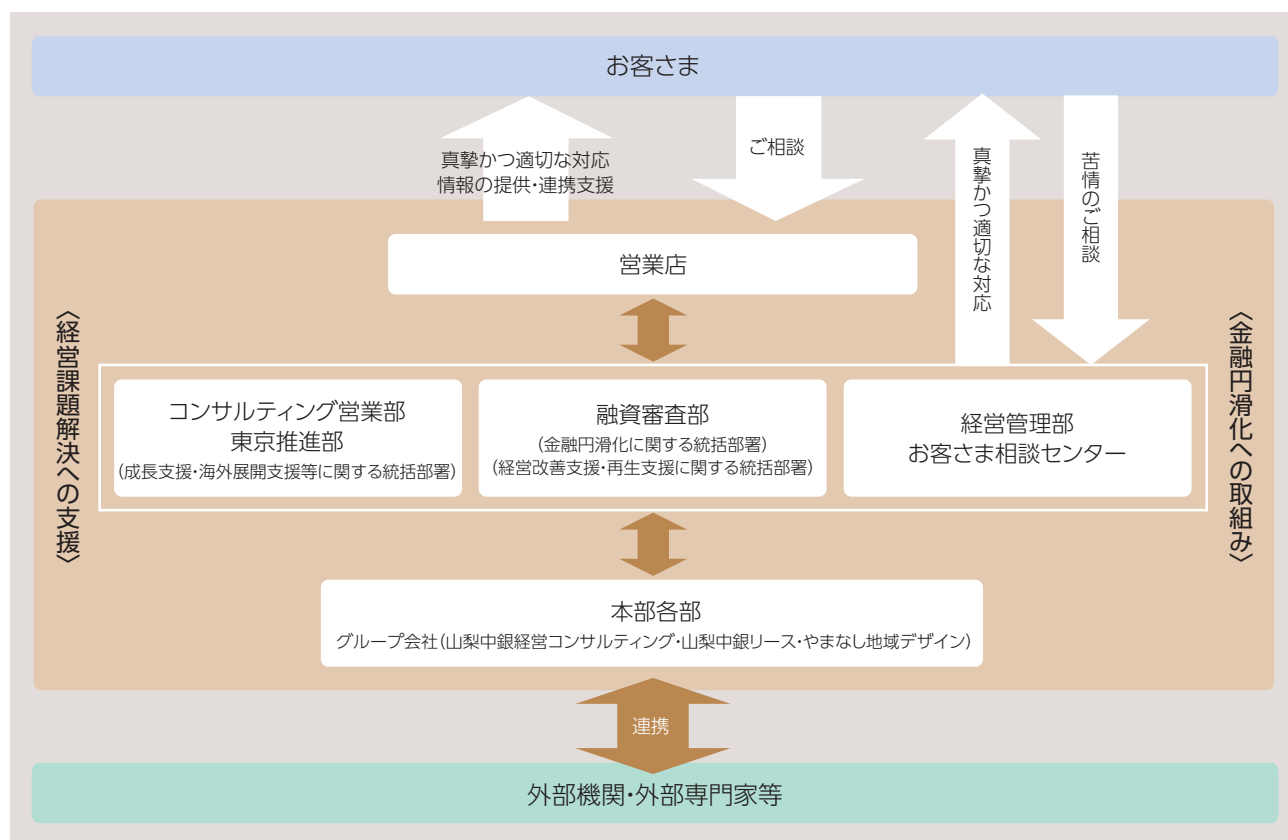 お客さま
真摯かつ適切な対応
情報の提供・連携支援
ご相談
真摯かつ適切な対応
苦情のご相談
営業店
〈経営課題解決への支援〉
〈金融円滑化への取組み〉
コンサルティング営業部
東京推進部
(成長支援・海外展開支援等に関する統括部署)
融資審査部
(金融円滑化に関する統括部署)
(経営改善支援・再生支援に関する統括部署)
経営管理部
お客さま相談センター
本部各部
グループ会社(山梨中銀経営コンサルティング・山梨中銀リース・やまなし地域デザイン)
連携
外部機関・外部専門家等